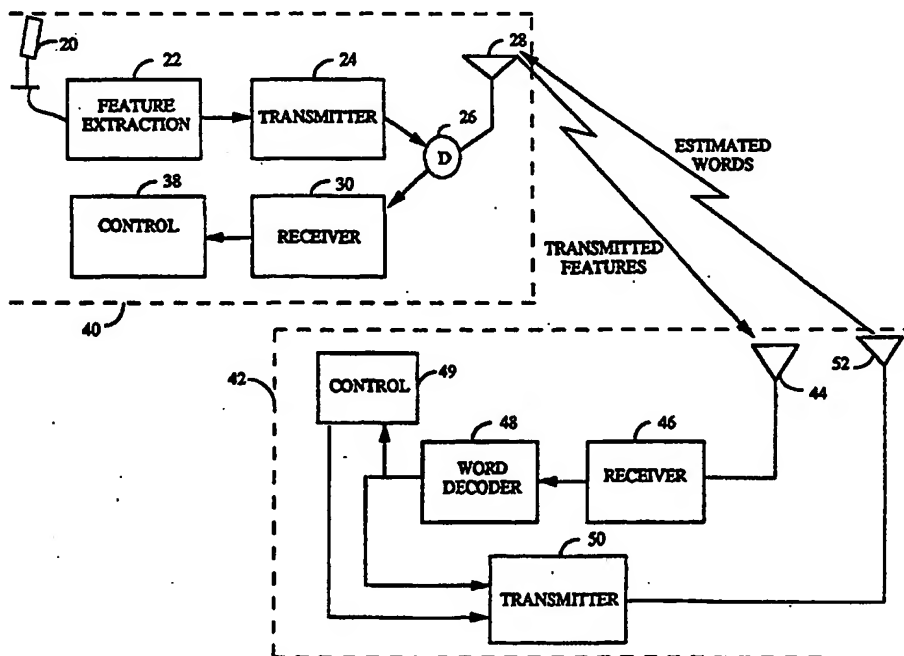 20
22
24
28
FEATURE
EXTRACTION
TRANSMITTER
26
D
ESTIMATED
WORDS
38
30
CONTROL
RECEIVER
TRANSMITTED
FEATURES
40
42
CONTROL
49
52
44
48
46
WORD
DECODER
RECEIVER
50
TRANSMITTER